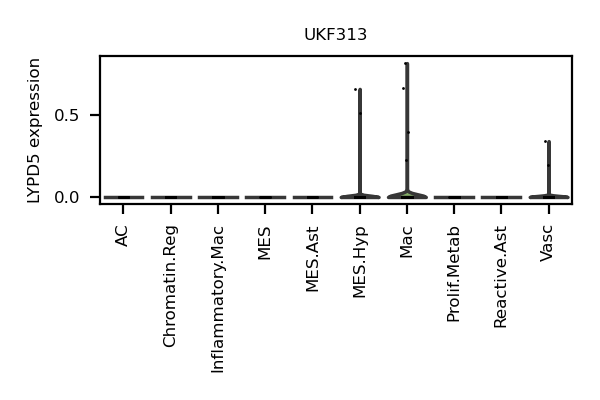 UKF313
LYPD5 expression
0.5
0.0
AC
Chromatin.Reg
Inflammatory.Mac
MES
MES.Ast
MES.Hyp
Mac
Prolif.Metab
Reactive.Ast
Vasc